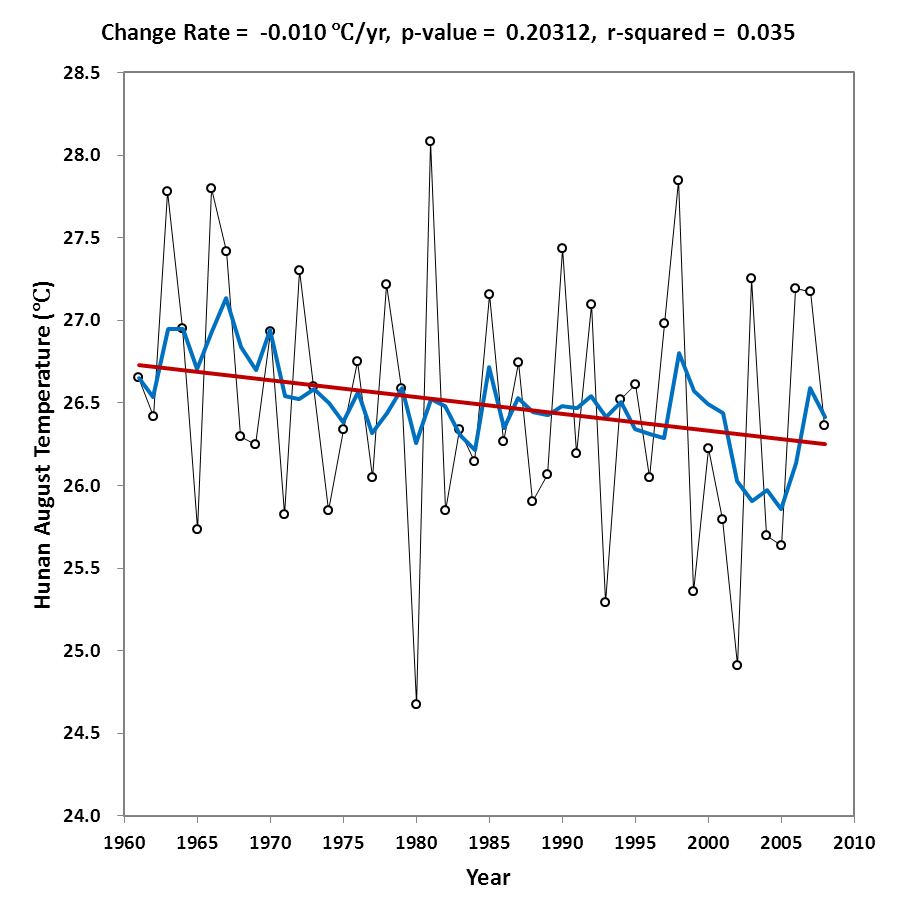 Change Rate = -0.010 ℃/yr, p-value = 0.20312, r-squared = 0.035
28.5
28.0
27.5
27.0
26.5
26.0
25.5
25.0
24.5
24.0
Hunan August Temperature (℃)
1960 1965 1970 1975 1980 1985 1990 1995 2000 2005 2010
Year